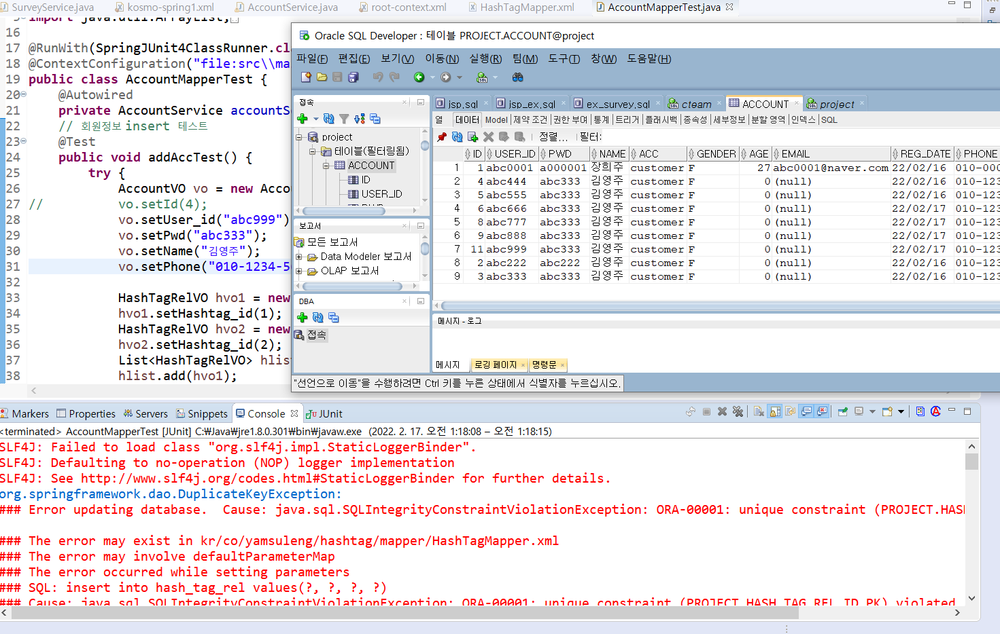 SurveyService.java kosmo-spring1.xml AccountService.java root-context.xml HashTagMapper.xml AccountMapperTest.java
import java.util.ArrayList;
16
17 @RunWith(SpringJUnit4ClassRunner.cl
18 @ContextConfiguration("file:src\\ma
19 public class AccountMapperTest {
20 @Autowired
21 private AccountService accountS
22 // 회원정보 insert 테스트
23 @Test
24 public void addAccTest() {
25 try {
26 AccountVO vo = new Acco
27 // vo.setId(4);
28 vo.setUser_id("abc999")
29 vo.setPwd("abc333");
30 vo.setName("김영주");
31 vo.setPhone("010-1234-5
32
33 HashTagRelVO hvo1 = new
34 hvo1.setHashtag_id(1);
35 HashTagRelVO hvo2 = new
36 hvo2.setHashtag_id(2);
37 List<HashTagRelVO> hlis
38 hlist.add(hvo1);
Oracle SQL Developer : 테이블 PROJECT.ACCOUNT@project
파일(F) 편집(E) 보기(V) 이동(N) 실행(R) 팀(M) 도구(T) 창(W) 도움말(H)
접속
project
테이블(필터링됨)
ACCOUNT
ID
USER_ID
보고서
모든 보고서
Data Modeler 보고서
OLAP 보고서
DBA
접속
jsp.sql jsp_ex.sql ex_survey.sql cteam ACCOUNT project
열 데이터 Model 제약 조건 권한 부여 통계 트리거 플래시백 종속성 세부정보 분할 영역 인덱스 SQL
정렬... 필터:
ID USER_ID PWD NAME ACC GENDER AGE EMAIL REG_DATE PHONE
1 1 abc0001 a000001 장희주 customer F 27 abc0001@naver.com 22/02/16 010-000
2 4 abc444 abc333 김영주 customer F 0 (null) 22/02/16 010-123
3 5 abc555 abc333 김영주 customer F 0 (null) 22/02/16 010-123
4 6 abc666 abc333 김영주 customer F 0 (null) 22/02/17 010-123
5 8 abc777 abc333 김영주 customer F 0 (null) 22/02/17 010-123
6 9 abc888 abc333 김영주 customer F 0 (null) 22/02/17 010-123
7 11 abc999 abc333 김영주 customer F 0 (null) 22/02/17 010-123
8 2 abc222 abc222 김영주 customer F 0 (null) 22/02/16 010-123
9 3 abc333 abc333 김영주 customer F 0 (null) 22/02/16 010-123
메시지 - 로그
메시지 로깅 페이지 명령문
"선언으로 이동"을 수행하려면 Ctrl 키를 누른 상태에서 식별자를 누르십시오.
Markers Properties Servers Snippets Console JUnit
<terminated> AccountMapperTest [JUnit] C:₩Java₩jre1.8.0.301₩bin₩javaw.exe (2022. 2. 17. 오전 1:18:08 – 오전 1:18:15)
SLF4J: Failed to load class "org.slf4j.impl.StaticLoggerBinder".
SLF4J: Defaulting to no-operation (NOP) logger implementation
SLF4J: See http://www.slf4j.org/codes.html#StaticLoggerBinder for further details.
org.springframework.dao.DuplicateKeyException:
### Error updating database. Cause: java.sql.SQLIntegrityConstraintViolationException: ORA-00001: unique constraint (PROJECT.HASH
### The error may exist in kr/co/yamsuleng/hashtag/mapper/HashTagMapper.xml
### The error may involve defaultParameterMap
### The error occurred while setting parameters
### SQL: insert into hash_tag_rel values(?, ?, ?, ?)
### Cause: java.sql.SQLIntegrityConstraintViolationException: ORA-00001: unique constraint (PROJECT.HASH_TAG_REL_ID_PK) violated